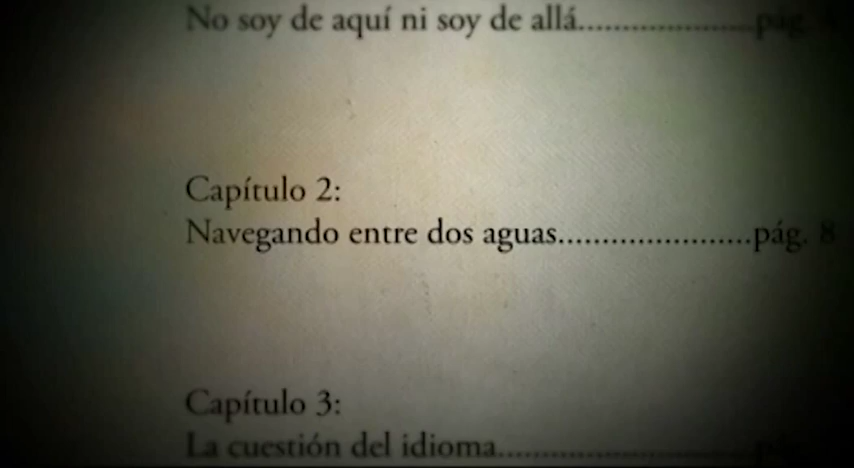 No soy de aquí ni soy de allá....................pág.
Capítulo 2:
Navegando entre dos aguas......................pág. 8
Capítulo 3:
La cuestión del idioma.............................